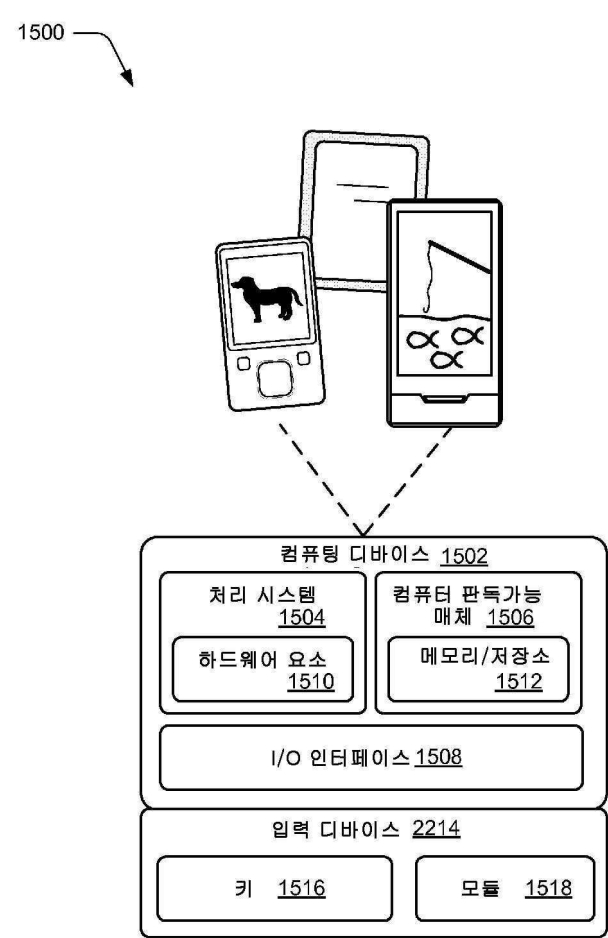 1500
컴퓨팅 디바이스 1502
처리 시스템
1504
컴퓨터 판독가능
매체 1506
하드웨어 요소
1510
메모리/저장소
1512
I/O 인터페이스 1508
입력 디바이스 2214
키 1516
모듈 1518